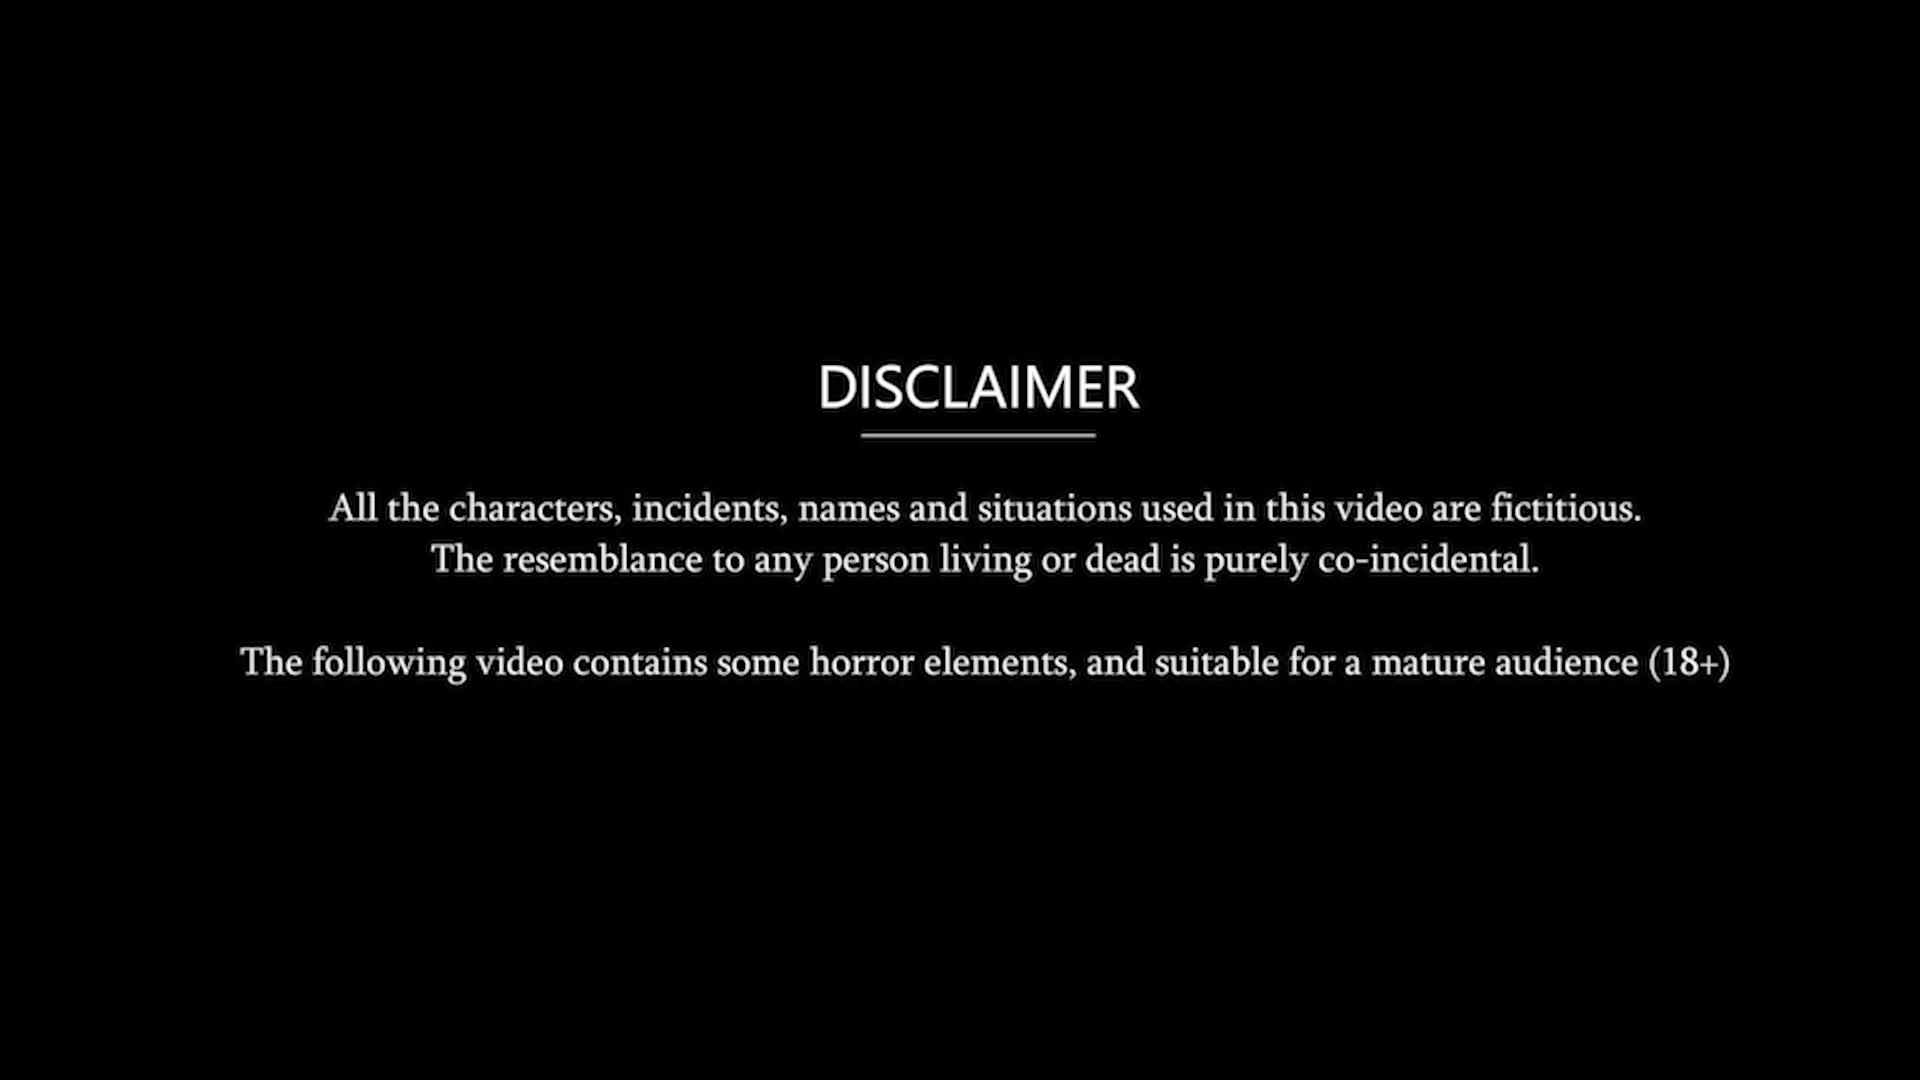 DISCLAIMER
All the characters, incidents, names and situations used in this video are fictitious.
The resemblance to any person living or dead is purely co-incidental.
The following video contains some horror elements, and suitable for a mature audience (18+)